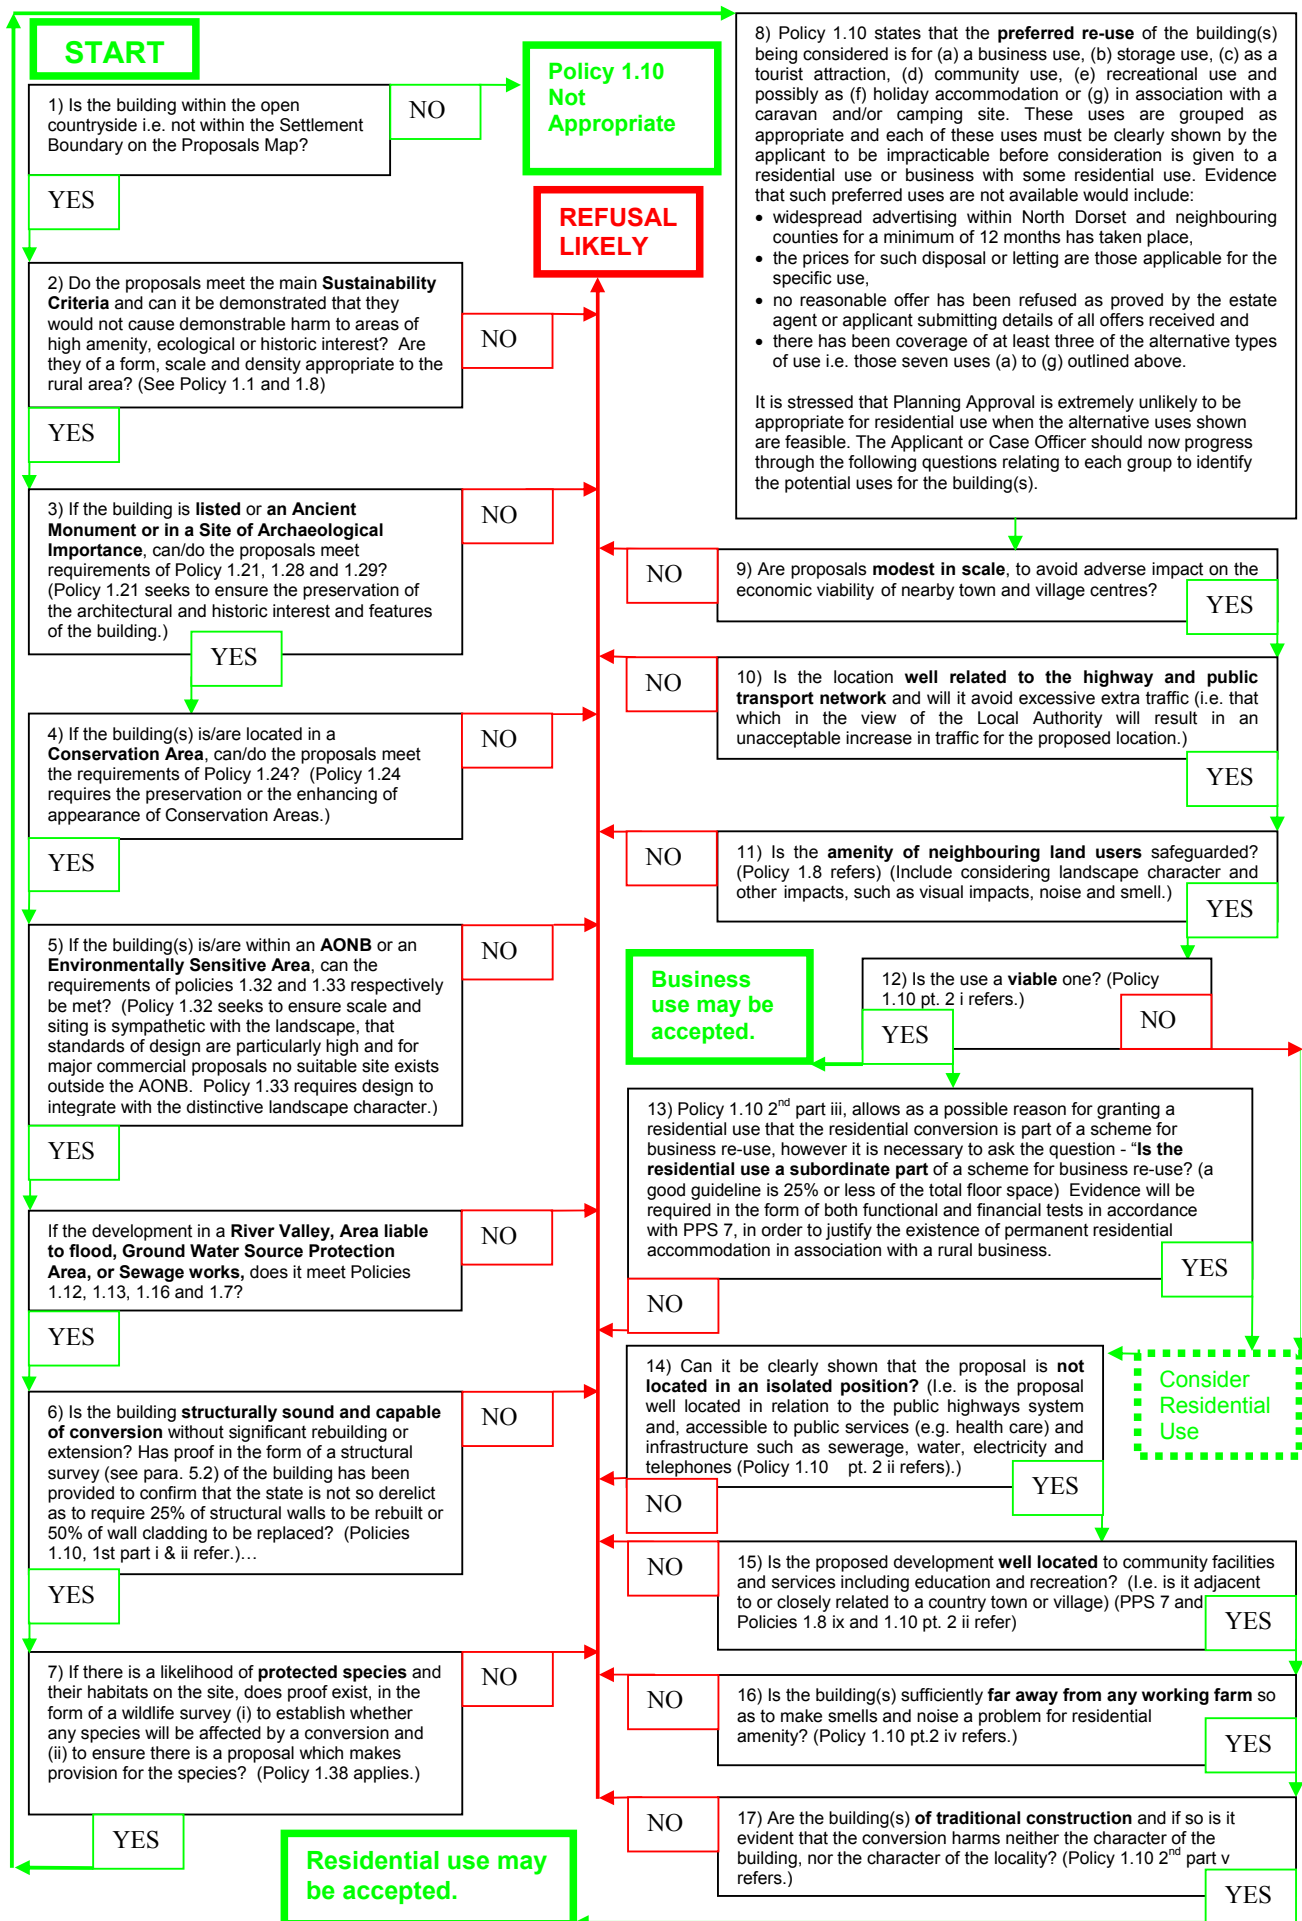 START
1) Is the building within the open
countryside i.e. not within the Settlement
Boundary on the Proposals Map?
NO
Policy 1.10
Not
Appropriate
YES
REFUSAL
LIKELY
2) Do the proposals meet the main Sustainability
Criteria and can it be demonstrated that they
would not cause demonstrable harm to areas of
high amenity, ecological or historic interest? Are
they of a form, scale and density appropriate to the
rural area? (See Policy 1.1 and 1.8)
NO
YES
3) If the building is listed or an Ancient
Monument or in a Site of Archaeological
Importance, can/do the proposals meet
requirements of Policy 1.21, 1.28 and 1.29?
(Policy 1.21 seeks to ensure the preservation of
the architectural and historic interest and features
of the building.)
NO
YES
4) If the building(s) is/are located in a
Conservation Area, can/do the proposals meet
the requirements of Policy 1.24? (Policy 1.24
requires the preservation or the enhancing of
appearance of Conservation Areas.)
NO
YES
5) If the building(s) is/are within an AONB or an
Environmentally Sensitive Area, can the
requirements of policies 1.32 and 1.33 respectively
be met? (Policy 1.32 seeks to ensure scale and
siting is sympathetic with the landscape, that
standards of design are particularly high and for
major commercial proposals no suitable site exists
outside the AONB. Policy 1.33 requires design to
integrate with the distinctive landscape character.)
NO
YES
If the development in a River Valley, Area liable
to flood, Ground Water Source Protection
Area, or Sewage works, does it meet Policies
1.12, 1.13, 1.16 and 1.7?
NO
YES
6) Is the building structurally sound and capable
of conversion without significant rebuilding or
extension? Has proof in the form of a structural
survey (see para. 5.2) of the building has been
provided to confirm that the state is not so derelict
as to require 25% of structural walls to be rebuilt or
50% of wall cladding to be replaced? (Policies
1.10, 1st part i & ii refer.)…
NO
YES
7) If there is a likelihood of protected species and
their habitats on the site, does proof exist, in the
form of a wildlife survey (i) to establish whether
any species will be affected by a conversion and
(ii) to ensure there is a proposal which makes
provision for the species? (Policy 1.38 applies.)
NO
YES
8) Policy 1.10 states that the preferred re-use of the building(s)
being considered is for (a) a business use, (b) storage use, (c) as a
tourist attraction, (d) community use, (e) recreational use and
possibly as (f) holiday accommodation or (g) in association with a
caravan and/or camping site. These uses are grouped as
appropriate and each of these uses must be clearly shown by the
applicant to be impracticable before consideration is given to a
residential use or business with some residential use. Evidence
that such preferred uses are not available would include:
• widespread advertising within North Dorset and neighbouring
counties for a minimum of 12 months has taken place,
• the prices for such disposal or letting are those applicable for the
specific use,
• no reasonable offer has been refused as proved by the estate
agent or applicant submitting details of all offers received and
• there has been coverage of at least three of the alternative types
of use i.e. those seven uses (a) to (g) outlined above.
It is stressed that Planning Approval is extremely unlikely to be
appropriate for residential use when the alternative uses shown
are feasible. The Applicant or Case Officer should now progress
through the following questions relating to each group to identify
the potential uses for the building(s).
NO
9) Are proposals modest in scale, to avoid adverse impact on the
economic viability of nearby town and village centres?
YES
NO
10) Is the location well related to the highway and public
transport network and will it avoid excessive extra traffic (i.e. that
which in the view of the Local Authority will result in an
unacceptable increase in traffic for the proposed location.)
YES
NO
11) Is the amenity of neighbouring land users safeguarded?
(Policy 1.8 refers) (Include considering landscape character and
other impacts, such as visual impacts, noise and smell.)
YES
Business
use may be
accepted.
12) Is the use a viable one? (Policy
1.10 pt. 2 i refers.)
YES
NO
13) Policy 1.10 2nd part iii, allows as a possible reason for granting a
residential use that the residential conversion is part of a scheme for
business re-use, however it is necessary to ask the question - “Is the
residential use a subordinate part of a scheme for business re-use? (a
good guideline is 25% or less of the total floor space) Evidence will be
required in the form of both functional and financial tests in accordance
with PPS 7, in order to justify the existence of permanent residential
accommodation in association with a rural business.
YES
NO
14) Can it be clearly shown that the proposal is not
located in an isolated position? (I.e. is the proposal
well located in relation to the public highways system
and, accessible to public services (e.g. health care) and
infrastructure such as sewerage, water, electricity and
telephones (Policy 1.10 pt. 2 ii refers).)
Consider
Residential
Use
NO
YES
NO
15) Is the proposed development well located to community facilities
and services including education and recreation? (I.e. is it adjacent
to or closely related to a country town or village) (PPS 7 and
Policies 1.8 ix and 1.10 pt. 2 ii refer)
YES
NO
16) Is the building(s) sufficiently far away from any working farm so
as to make smells and noise a problem for residential
amenity? (Policy 1.10 pt.2 iv refers.)
YES
NO
17) Are the building(s) of traditional construction and if so is it
evident that the conversion harms neither the character of the
building, nor the character of the locality? (Policy 1.10 2nd part v
refers.)
YES
Residential use may
be accepted.